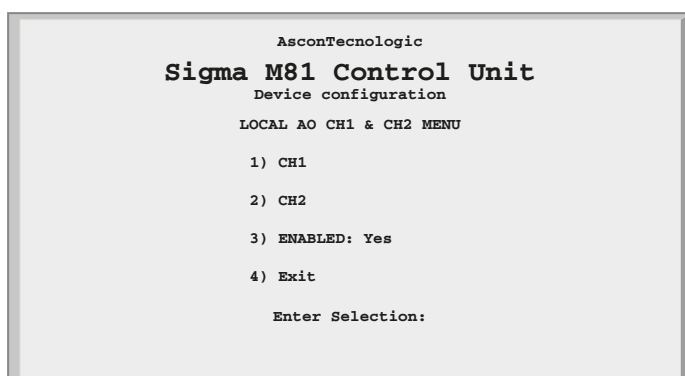 AsconTecnologic
Sigma M81 Control Unit
Device configuration
LOCAL AO CH1 & CH2 MENU
1) CH1
2) CH2
3) ENABLED: Yes
4) Exit
Enter Selection: